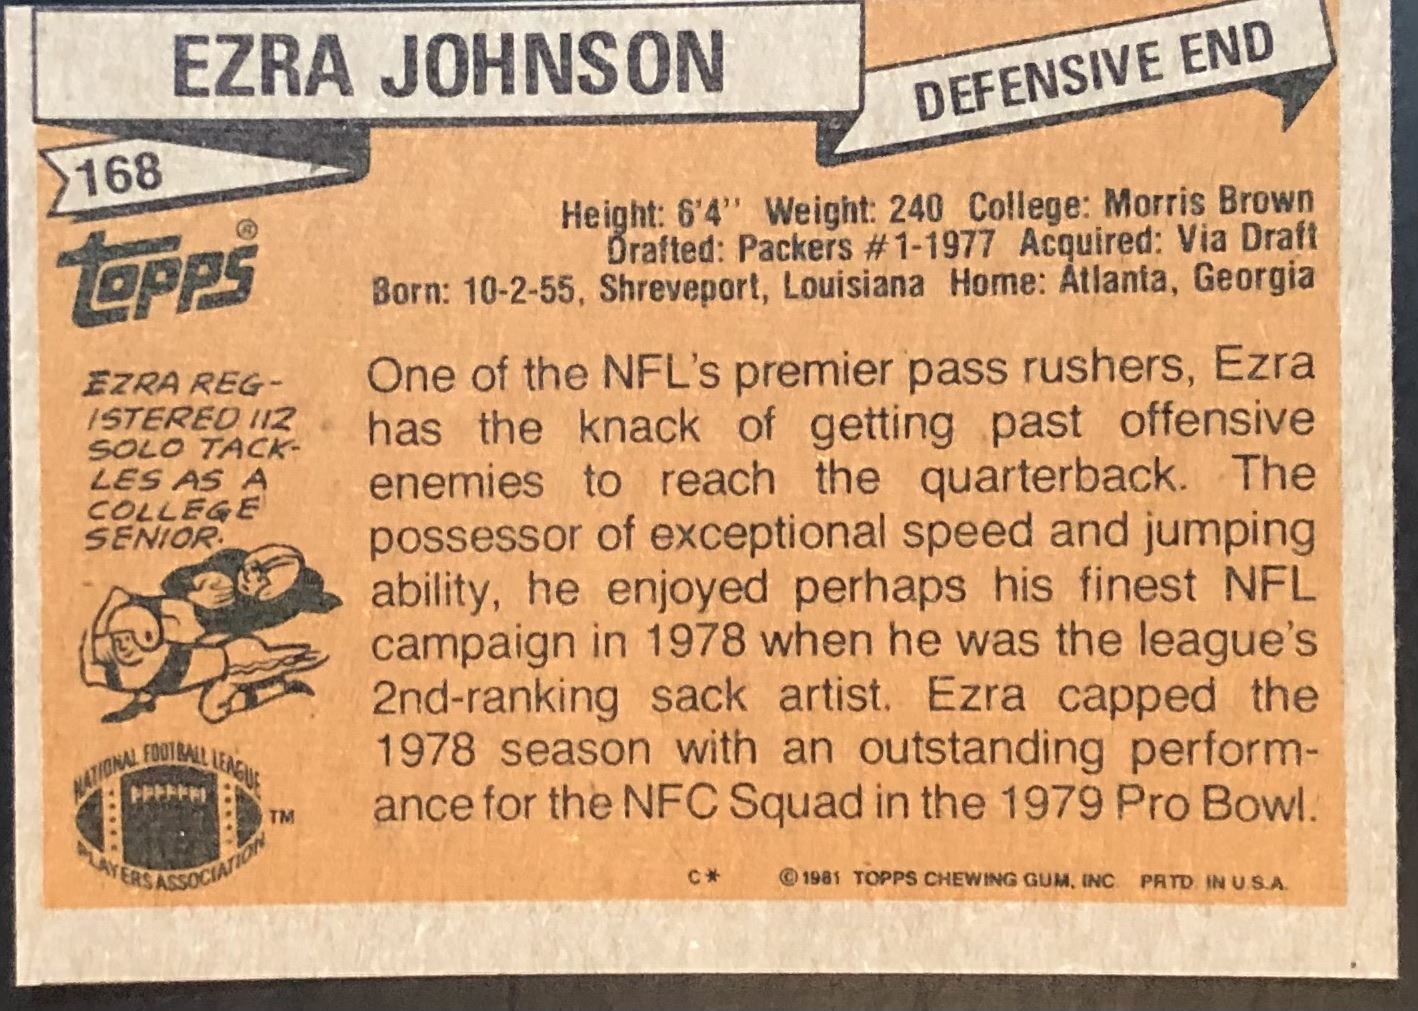 EZRA JOHNSON
DEFENSIVE END
168
topps®
Height: 6'4'' Weight: 240 College: Morris Brown
Drafted: Packers #1-1977 Acquired: Via Draft
Born: 10-2-55, Shreveport, Louisiana Home: Atlanta, Georgia
EZRA REG-
ISTERED 112
SOLO TACK-
LES AS A
COLLEGE
SENIOR.
One of the NFL's premier pass rushers, Ezra
has the knack of getting past offensive
enemies to reach the quarterback. The
possessor of exceptional speed and jumping
ability, he enjoyed perhaps his finest NFL
campaign in 1978 when he was the league's
2nd-ranking sack artist. Ezra capped the
1978 season with an outstanding perform-
ance for the NFC Squad in the 1979 Pro Bowl.
NATIONAL FOOTBALL LEAGUE
PLAYERS ASSOCIATION
TM
C* ©1981 TOPPS CHEWING GUM, INC. PRTD. IN U.S.A.